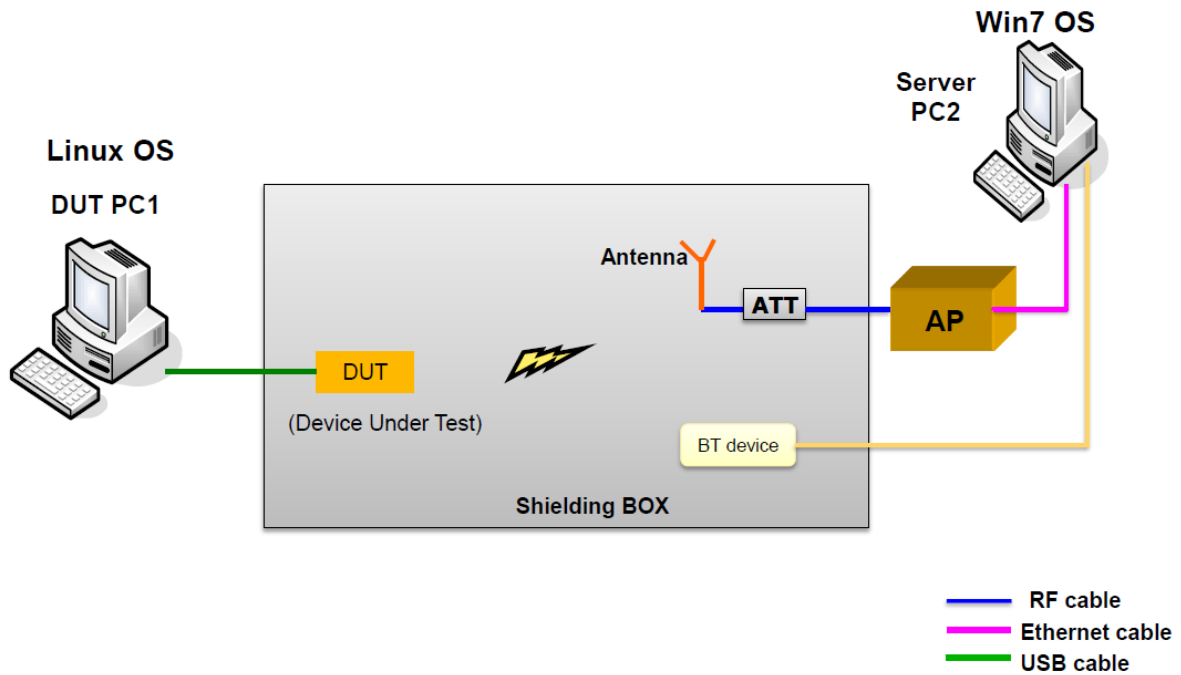 Win7 OS
Server
PC2
Linux OS
DUT PC1
Antenna
ATT
AP
DUT
(Device Under Test)
BT device
Shielding BOX
RF cable
Ethernet cable
USB cable